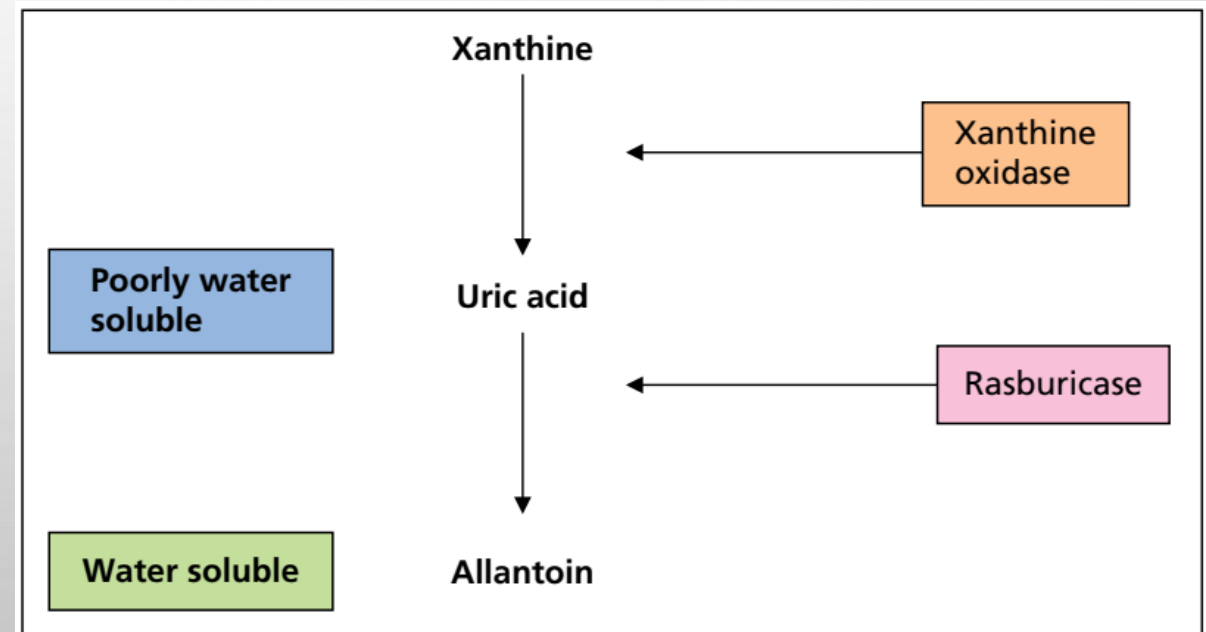 Xanthine
Xanthine
oxidase
Poorly water
soluble
Uric acid
Rasburicase
Water soluble
Allantoin